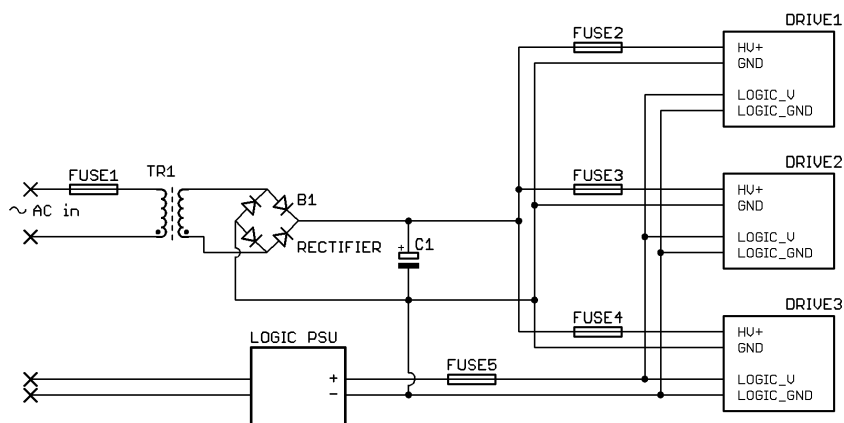 DRIVE1
FUSE2
HV+
GND
LOGIC_V
LOGIC_GND
FUSE1
TR1
~ AC in
B1
RECTIFIER
+
C1
DRIVE2
FUSE3
HV+
GND
LOGIC_V
LOGIC_GND
DRIVE3
FUSE4
HV+
GND
LOGIC_V
LOGIC_GND
LOGIC PSU
+
-
FUSE5